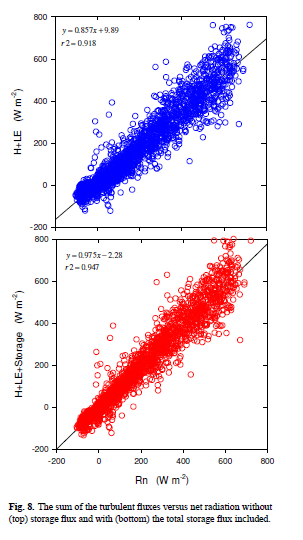 800
y=0.857x+9.89
r2=0.918
600
400
200
0
-200
H+LE (W m⁻²)
800
y=0.975x−2.28
r2=0.947
600
400
200
0
-200
H+LE+Storage (W m⁻²)
-200 0 200 400 600 800
Rn (W m⁻²)
Fig. 8. The sum of the turbulent fluxes versus net radiation without
(top) storage flux and with (bottom) the total storage flux included.